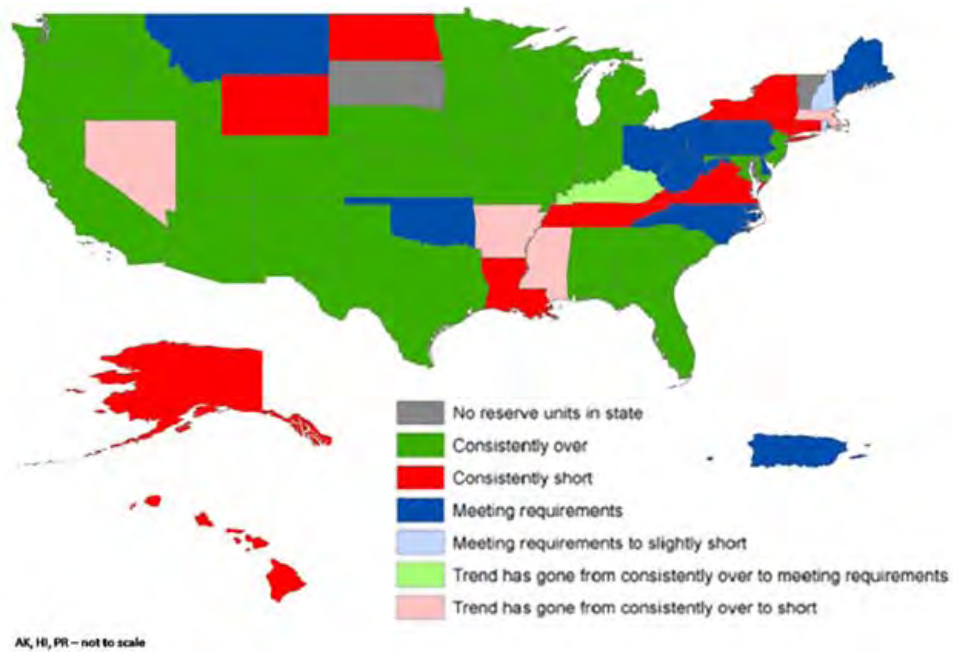 No reserve units in state
Consistently over
Consistently short
Meeting requirements
Meeting requirements to slightly short
Trend has gone from consistently over to meeting requirements
Trend has gone from consistently over to short
AK, HI, PR – not to scale